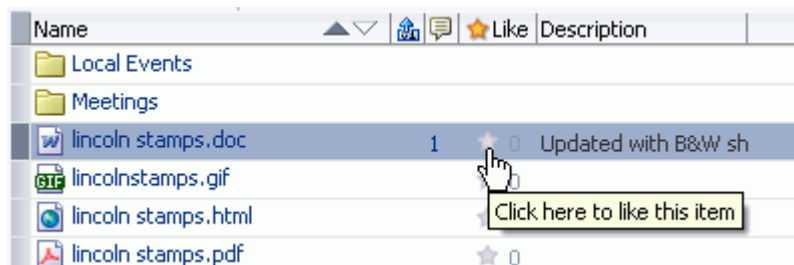 Name Like Description
Local Events
Meetings
W lincoln stamps.doc 1 0 Updated with B&W sh
GIF lincolnstamps.gif 0
lincoln stamps.html Click here to like this item
lincoln stamps.pdf 0